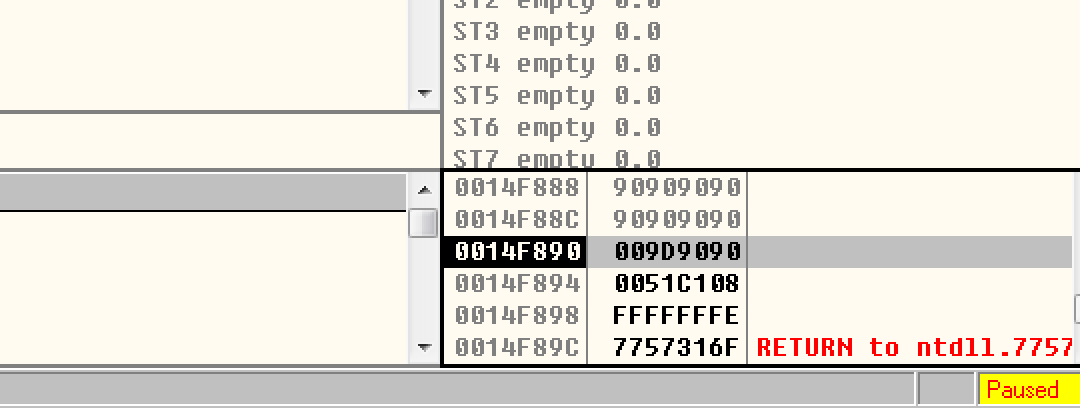 ST2 empty 0.0
ST3 empty 0.0
ST4 empty 0.0
ST5 empty 0.0
ST6 empty 0.0
ST7 empty 0.0
0014F888 90909090
0014F88C 90909090
0014F890 009D9090
0014F894 0051C108
0014F898 FFFFFFFE
0014F89C 7757316F RETURN to ntdll.7757
Paused